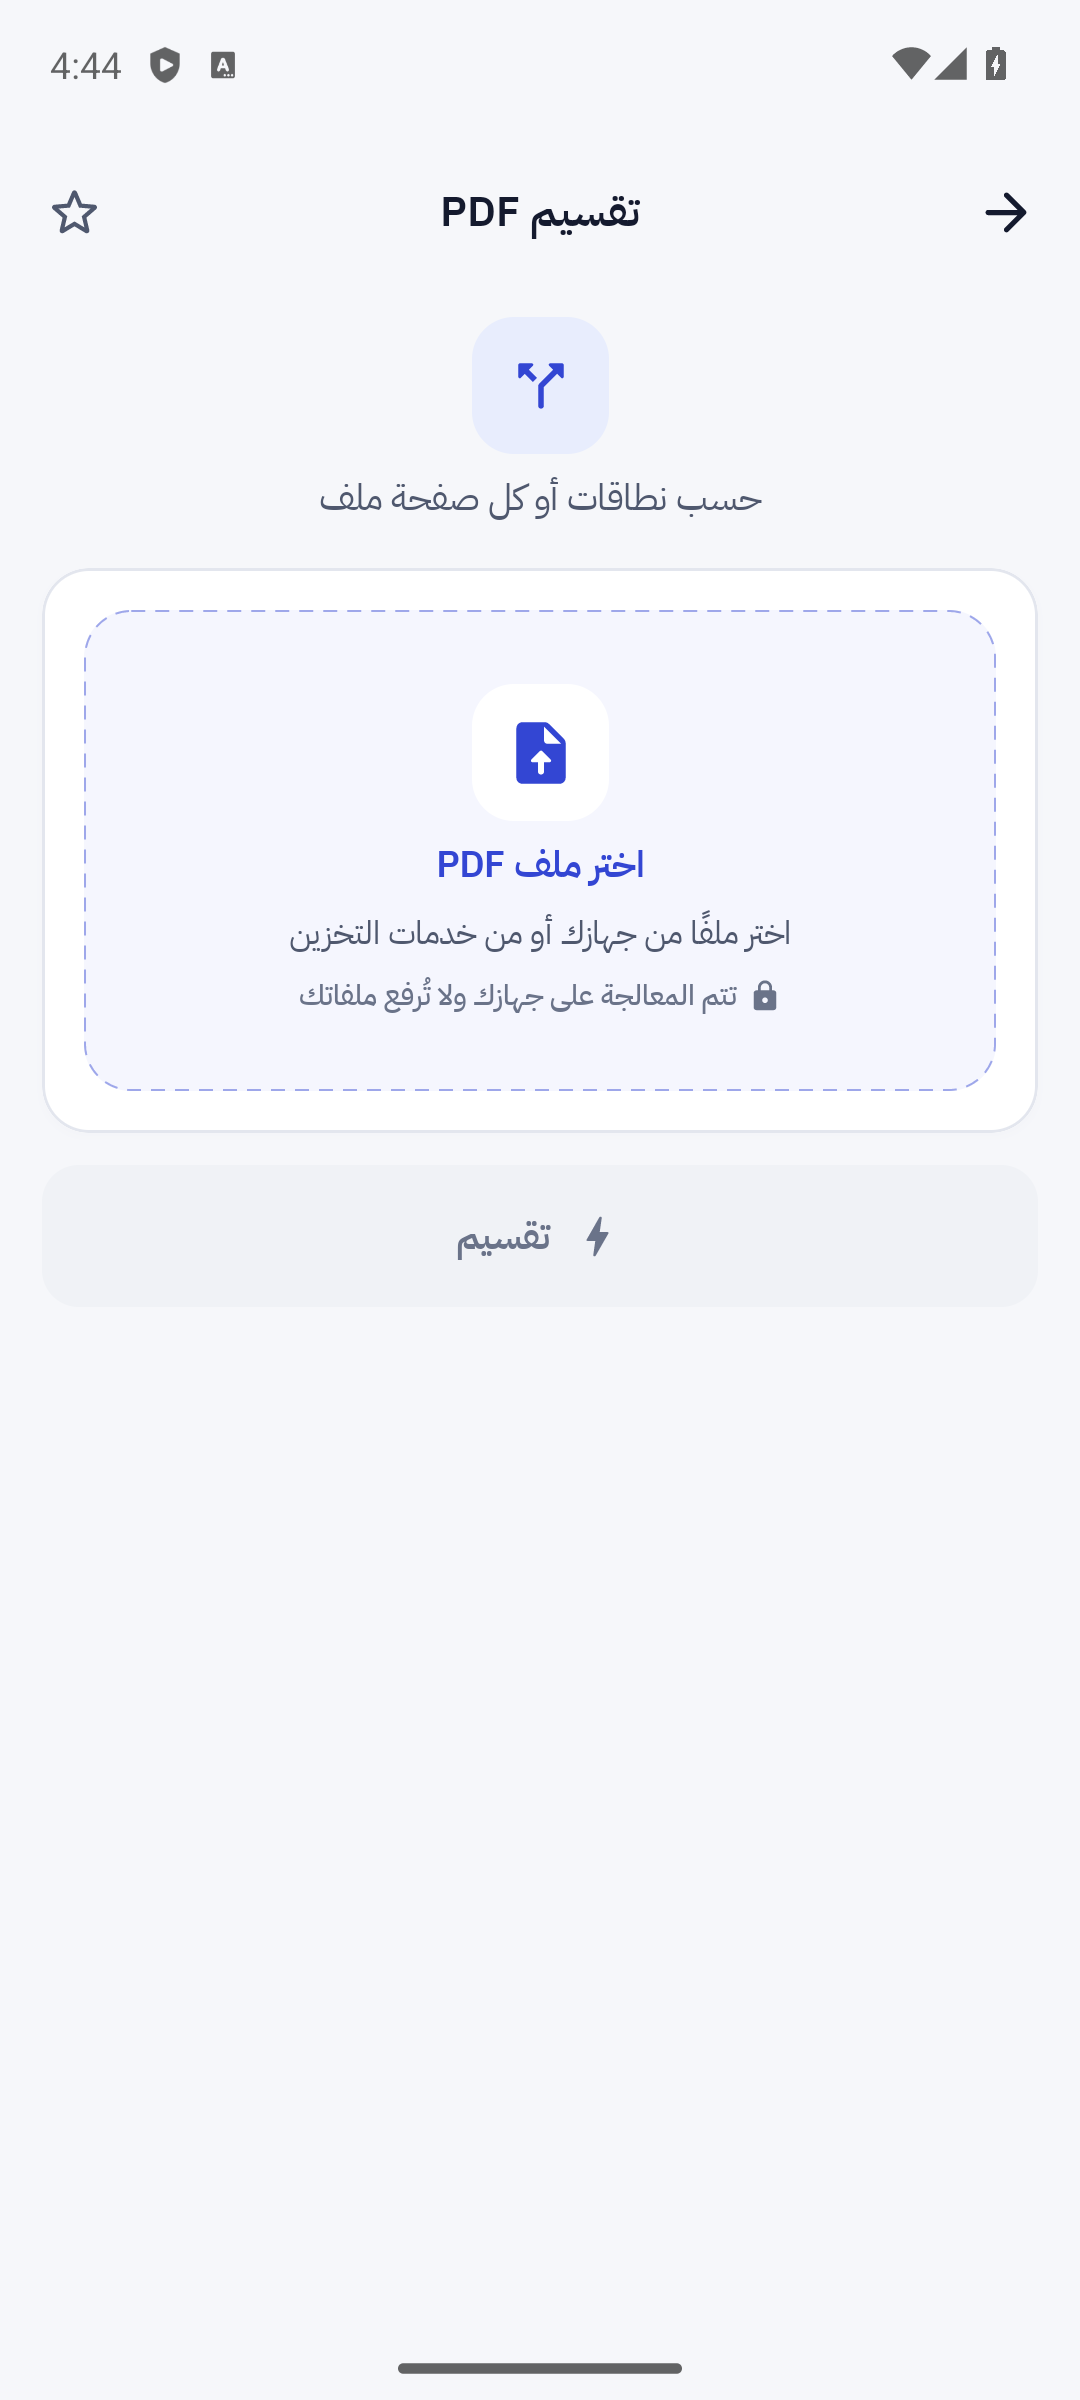 4:44
تقسيم PDF
حسب نطاقات أو كل صفحة ملف
اختر ملف PDF
اختر ملفًا من جهازك أو من خدمات التخزين
تتم المعالجة على جهازك ولا تُرفع ملفاتك
تقسيم